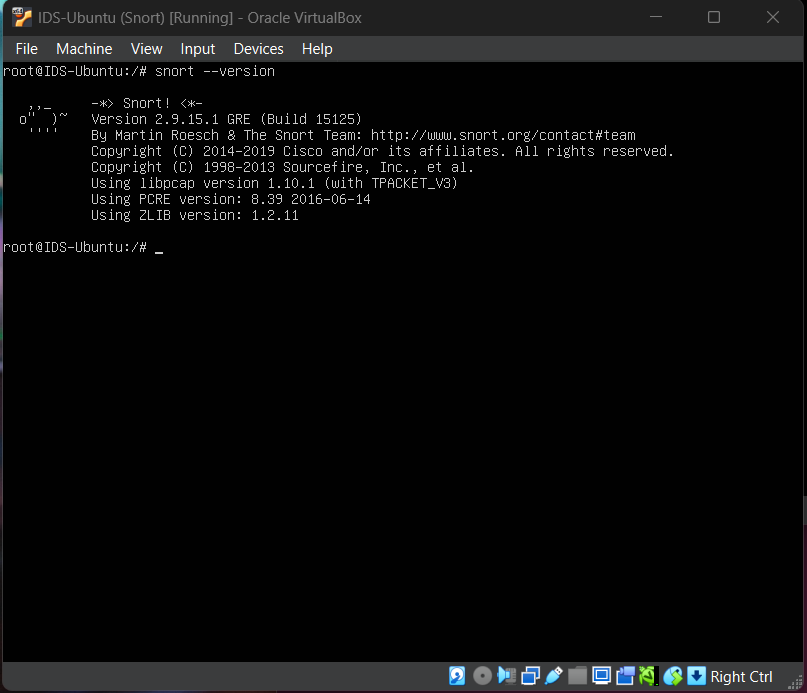 IDS-Ubuntu (Snort) [Running] - Oracle VirtualBox
File Machine View Input Devices Help
root@IDS-Ubuntu:/# snort --version
,,_ -*> Snort! <*-
o" )~ Version 2.9.15.1 GRE (Build 15125)
'''' By Martin Roesch & The Snort Team: http://www.snort.org/contact#team
Copyright (C) 2014-2019 Cisco and/or its affiliates. All rights reserved.
Copyright (C) 1998-2013 Sourcefire, Inc., et al.
Using libpcap version 1.10.1 (with TPACKET_V3)
Using PCRE version: 8.39 2016-06-14
Using ZLIB version: 1.2.11
root@IDS-Ubuntu:/# _
Right Ctrl